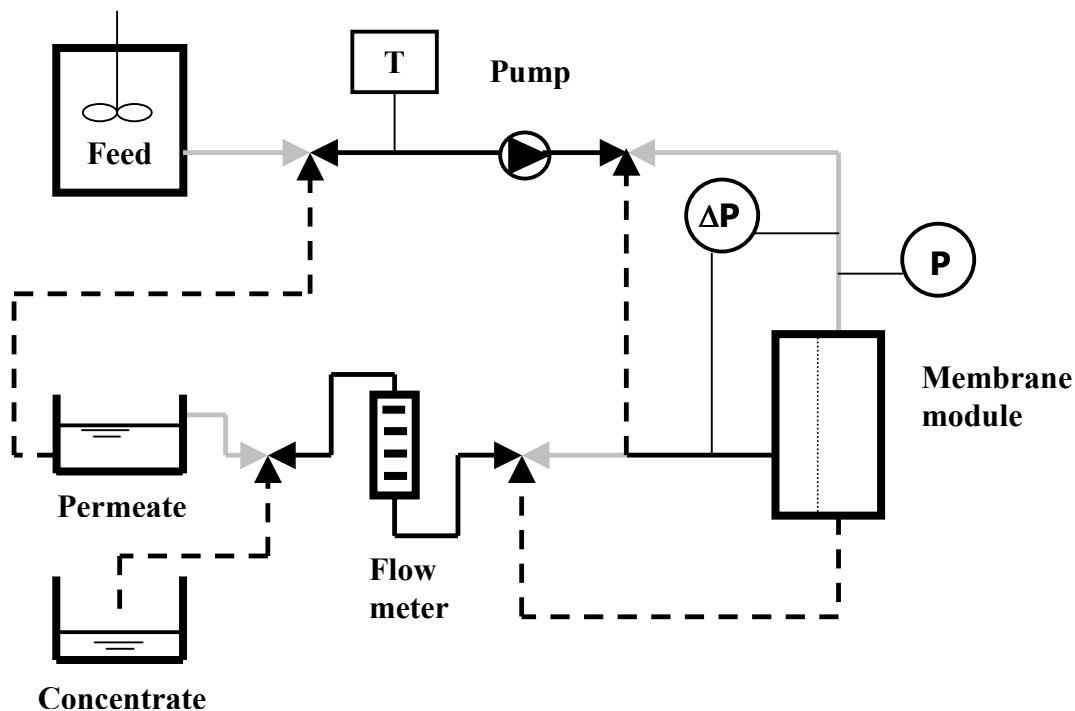 T
Pump
Feed
ΔP
P
Membrane
module
Permeate
Flow
meter
Concentrate